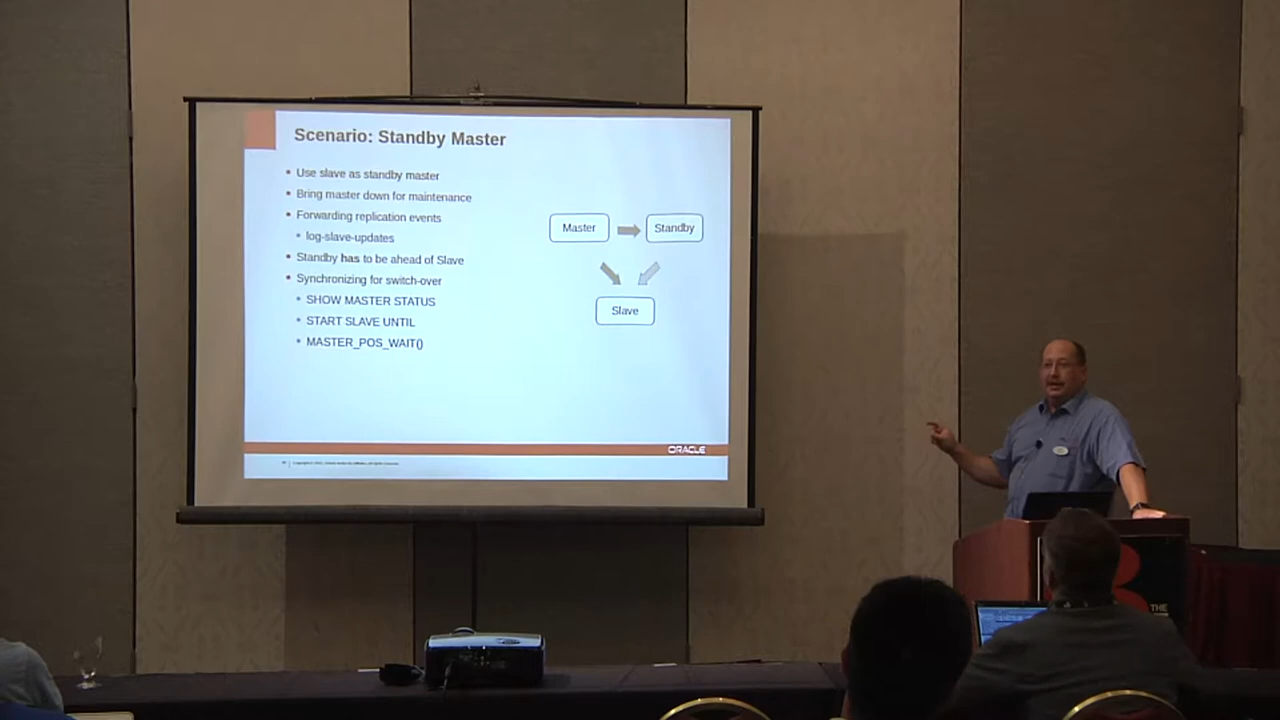 Scenario: Standby Master
Use slave as standby master
Bring master down for maintenance
Forwarding replication events
log-slave-updates
Standby has to be ahead of Slave
Synchronizing for switch-over
SHOW MASTER STATUS
START SLAVE UNTIL
MASTER_POS_WAIT()
Master
Standby
Slave
ORACLE
THE